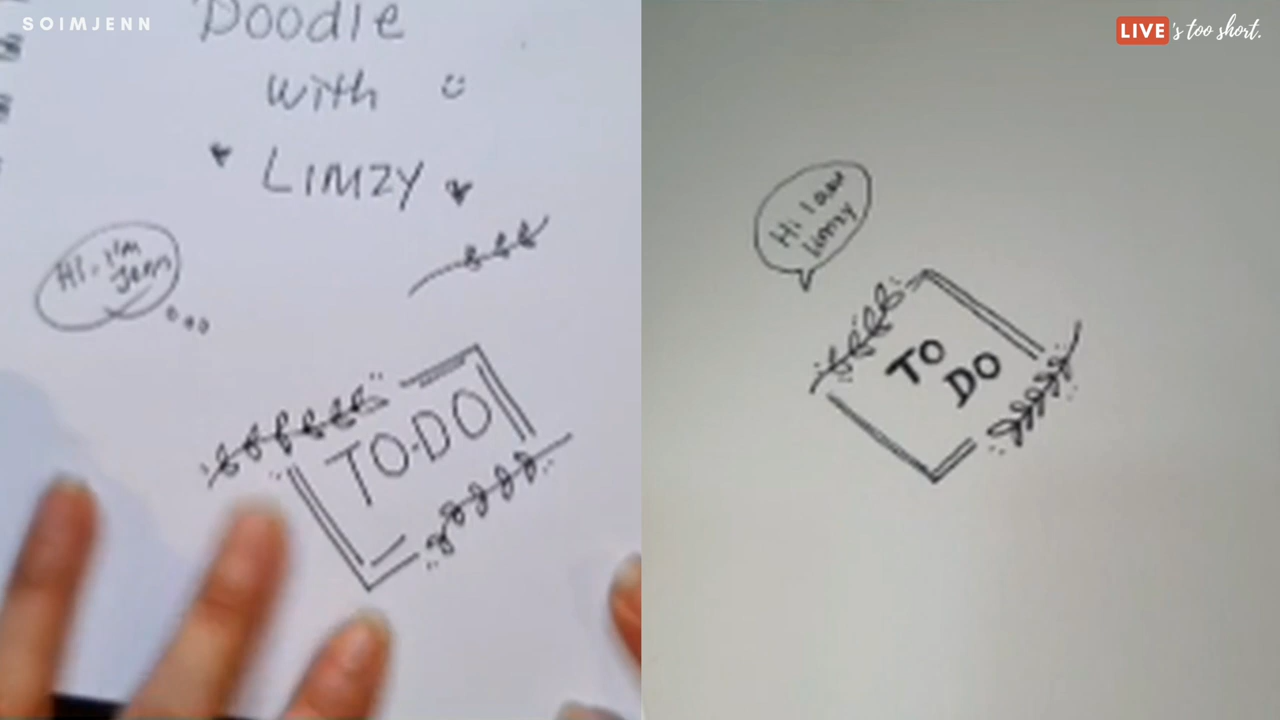 SOIMJENN
Doodle
with
LIMZY
HI. I'M
Jenn
TO-DO
LIVE's too short.
Hi I am
limzy
TO
DO